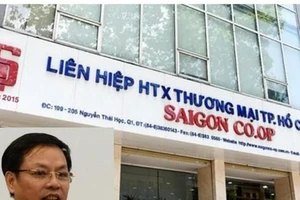 2015
LIÊN HIỆP HTX THƯƠNG MẠI TP. HỒ C
SAIGON CO.OP
ĐC: 199 - 205 Nguyễn Thái Học, Q1, ĐT: